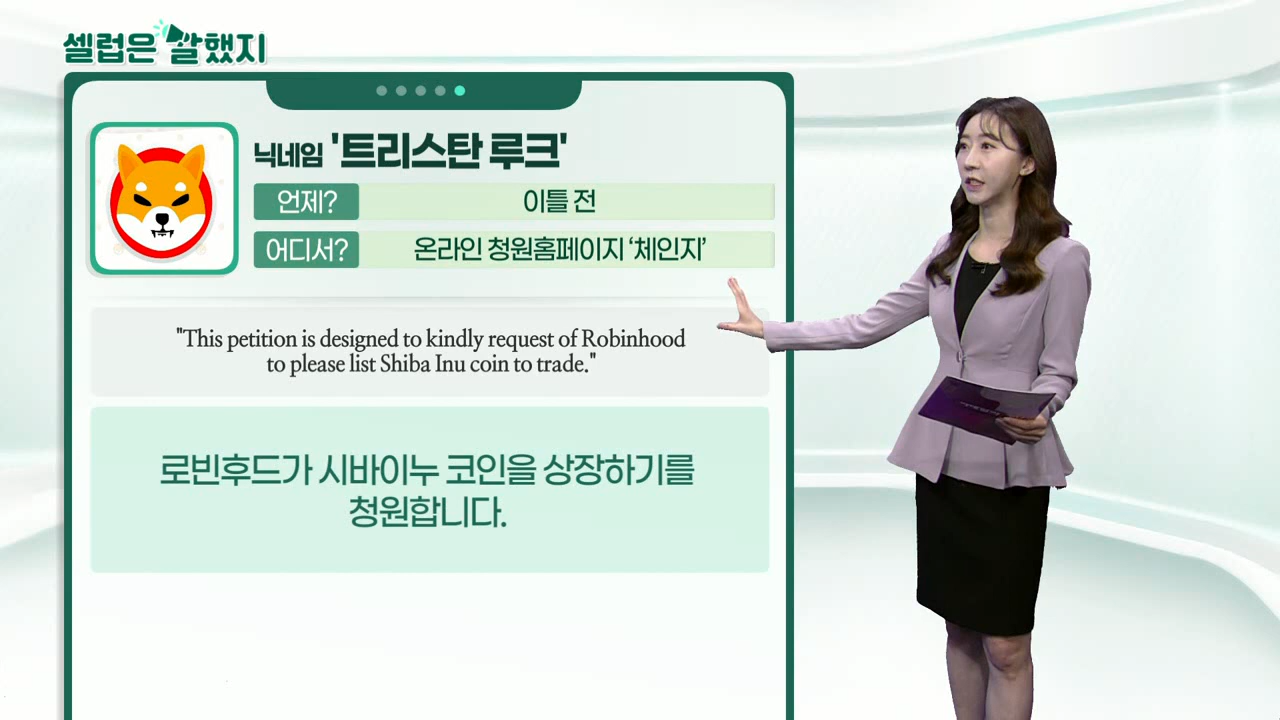 셀럽은 말했지
닉네임 '트리스탄 루크'
언제? 이틀 전
어디서? 온라인 청원홈페이지 ‘체인지’
"This petition is designed to kindly request of Robinhood
to please list Shiba Inu coin to trade."
로빈후드가 시바이누 코인을 상장하기를
청원합니다.